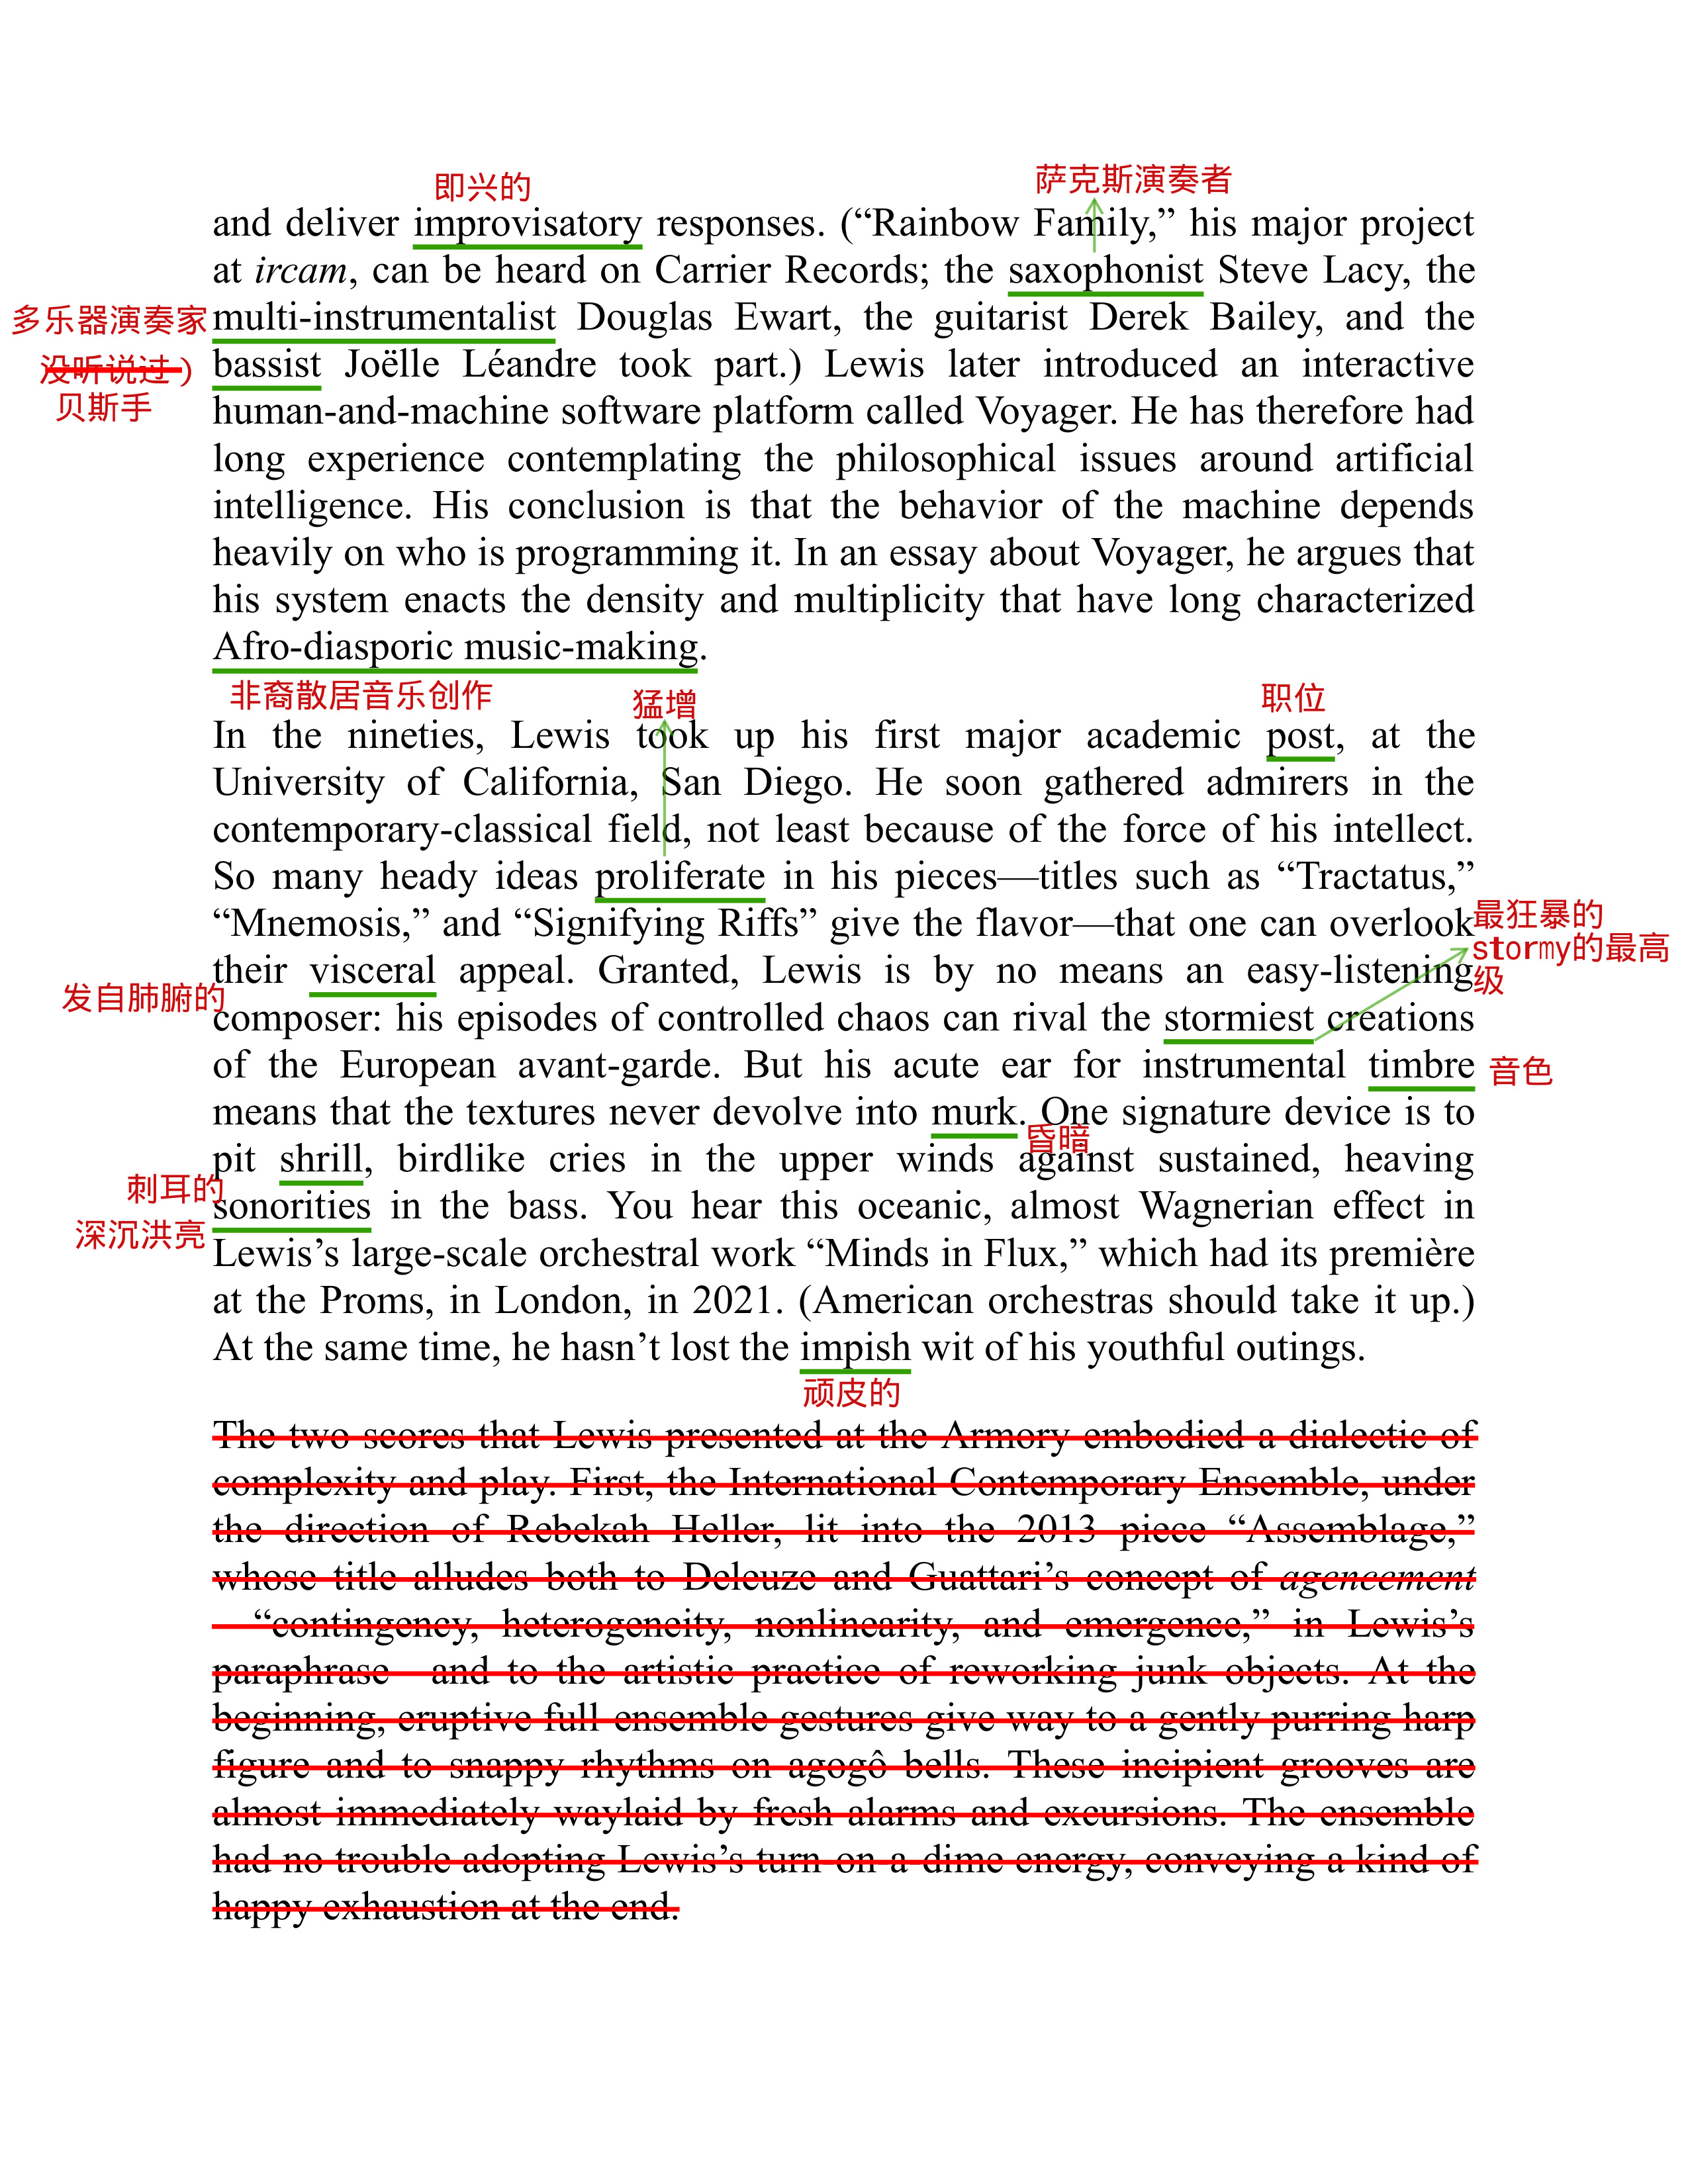 即兴的
萨克斯演奏者
and deliver improvisatory responses. (“Rainbow Family,” his major project
at ircam, can be heard on Carrier Records; the saxophonist Steve Lacy, the
多乐器演奏家
multi-instrumentalist Douglas Ewart, the guitarist Derek Bailey, and the
没听说过）
bassist Joëlle Léandre took part.) Lewis later introduced an interactive
贝斯手
human-and-machine software platform called Voyager. He has therefore had
long experience contemplating the philosophical issues around artificial
intelligence. His conclusion is that the behavior of the machine depends
heavily on who is programming it. In an essay about Voyager, he argues that
his system enacts the density and multiplicity that have long characterized
Afro-diasporic music-making.
非裔散居音乐创作
猛增
职位
In the nineties, Lewis took up his first major academic post, at the
University of California, San Diego. He soon gathered admirers in the
contemporary-classical field, not least because of the force of his intellect.
So many heady ideas proliferate in his pieces—titles such as “Tractatus,”
“Mnemosis,” and “Signifying Riffs” give the flavor—that one can overlook
最狂暴的
stormy的最高
级
their visceral appeal. Granted, Lewis is by no means an easy-listening
发自肺腑的
composer: his episodes of controlled chaos can rival the stormiest creations
of the European avant-garde. But his acute ear for instrumental timbre
音色
means that the textures never devolve into murk. One signature device is to
昏暗
pit shrill, birdlike cries in the upper winds against sustained, heaving
刺耳的
sonorities in the bass. You hear this oceanic, almost Wagnerian effect in
深沉洪亮
Lewis’s large-scale orchestral work “Minds in Flux,” which had its première
at the Proms, in London, in 2021. (American orchestras should take it up.)
At the same time, he hasn’t lost the impish wit of his youthful outings.
顽皮的
The two scores that Lewis presented at the Armory embodied a dialectic of
complexity and play. First, the International Contemporary Ensemble, under
the direction of Rebekah Heller, lit into the 2013 piece “Assemblage,”
whose title alludes both to Deleuze and Guattari’s concept of agencement
—“contingency, heterogeneity, nonlinearity, and emergence,” in Lewis’s
paraphrase—and to the artistic practice of reworking junk objects. At the
beginning, eruptive full-ensemble gestures give way to a gently purring harp
figure and to snappy rhythms on agogô bells. These incipient grooves are
almost immediately waylaid by fresh alarms and excursions. The ensemble
had no trouble adopting Lewis’s turn-on-a-dime energy, conveying a kind of
happy exhaustion at the end.